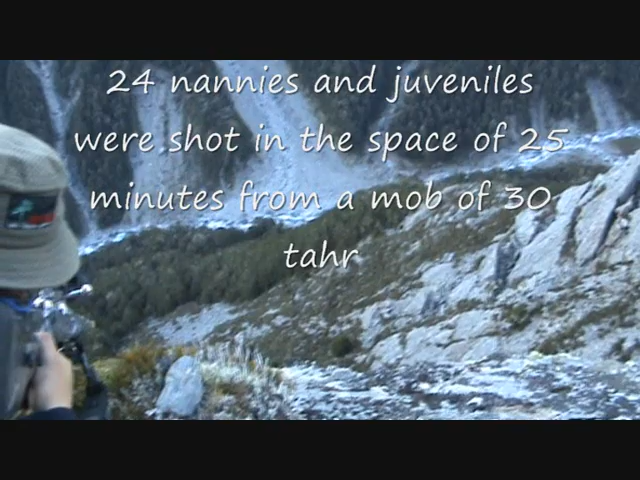 24 nannies and juveniles
were shot in the space of 25
minutes from a mob of 30
tahr